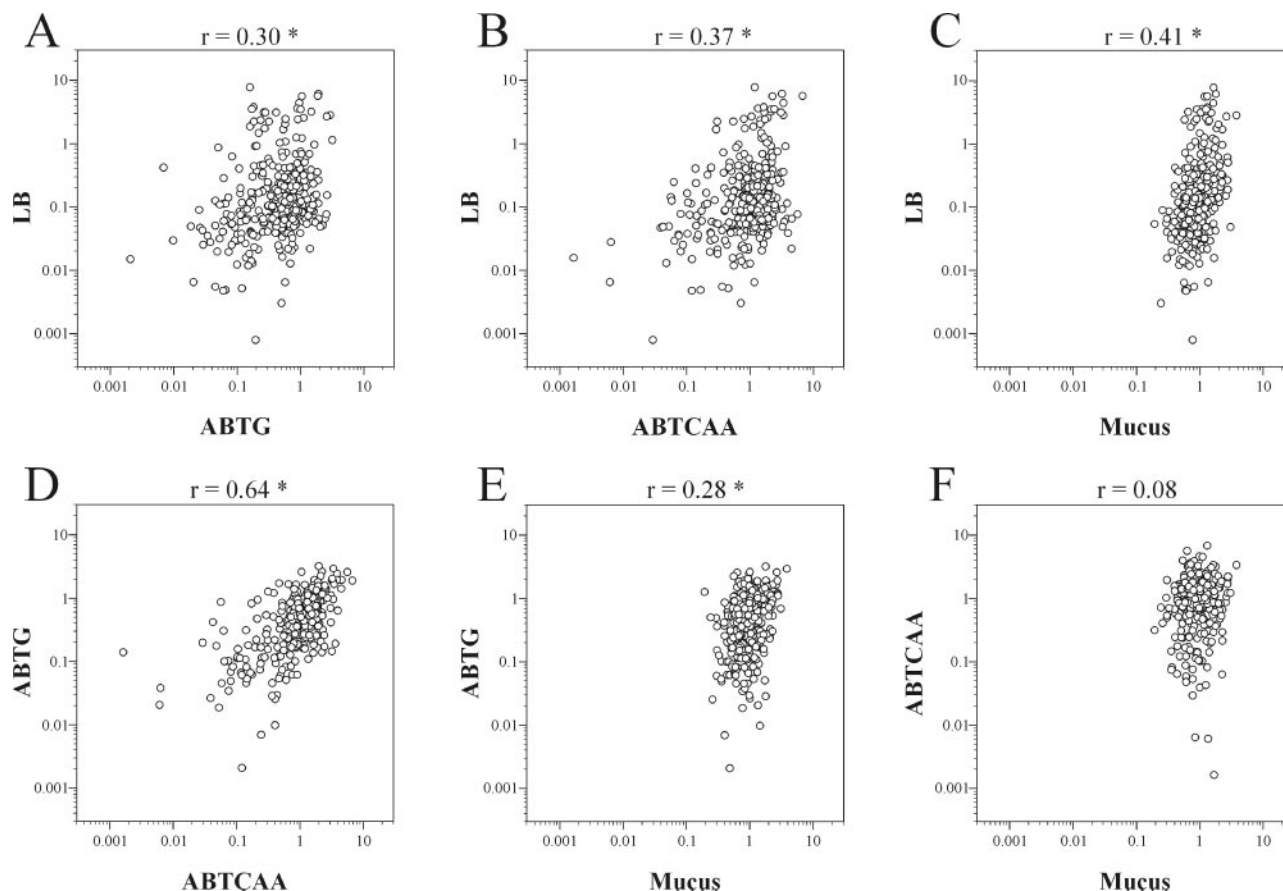 A
r = 0.30 *
LB
10
1
0.1
0.01
0.001
0.001 0.01 0.1 1 10
ABTG
B
r = 0.37 *
LB
10
1
0.1
0.01
0.001
0.001 0.01 0.1 1 10
ABTCAA
C
r = 0.41 *
LB
10
1
0.1
0.01
0.001
0.001 0.01 0.1 1 10
Mucus
D
r = 0.64 *
ABTG
10
1
0.1
0.01
0.001
0.001 0.01 0.1 1 10
ABTCAA
E
r = 0.28 *
ABTG
10
1
0.1
0.01
0.001
0.001 0.01 0.1 1 10
Mucus
F
r = 0.08
ABTCAA
10
1
0.1
0.01
0.001
0.001 0.01 0.1 1 10
Mucus